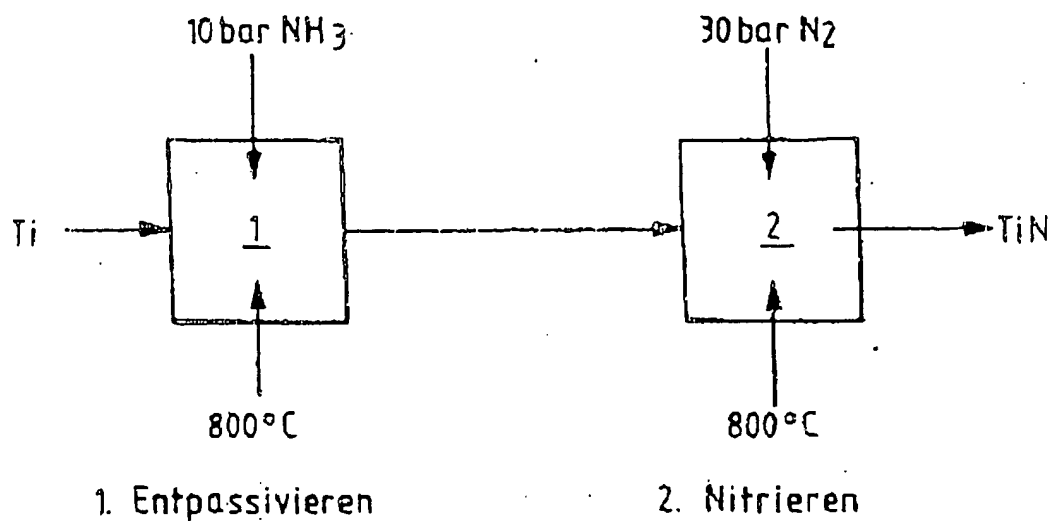 10 bar NH3
30 bar N2
Ti
1
2
TiN
800°C
800°C
1. Entpassivieren
2. Nitrieren